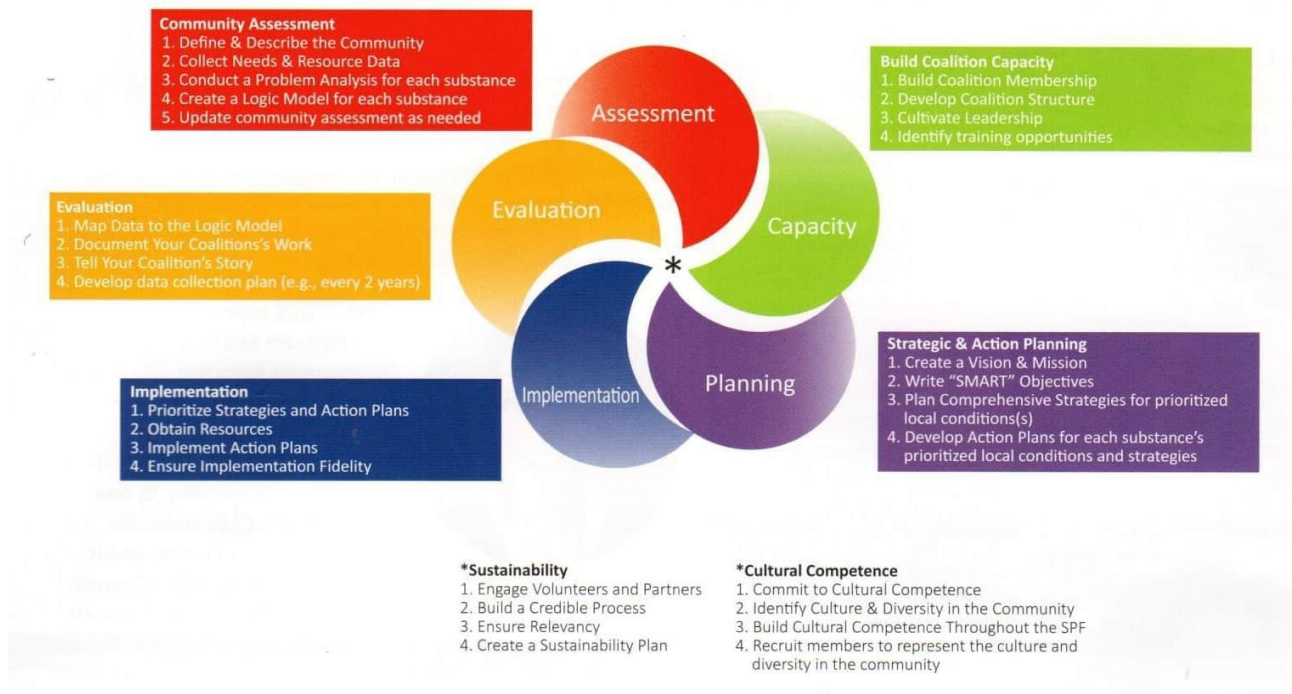 Community Assessment
1. Define & Describe the Community
2. Collect Needs & Resource Data
3. Conduct a Problem Analysis for each substance
4. Create a Logic Model for each substance
5. Update community assessment as needed
Assessment
Build Coalition Capacity
1. Build Coalition Membership
2. Develop Coalition Structure
3. Cultivate Leadership
4. Identify training opportunities
Evaluation
1. Map Data to the Logic Model
2. Document Your Coalitions's Work
3. Tell Your Coalition's Story
4. Develop data collection plan (e.g., every 2 years)
Evaluation
Capacity
*
Implementation
1. Prioritize Strategies and Action Plans
2. Obtain Resources
3. Implement Action Plans
4. Ensure Implementation Fidelity
Implementation
Planning
Strategic & Action Planning
1. Create a Vision & Mission
2. Write “SMART” Objectives
3. Plan Comprehensive Strategies for prioritized
local conditions(s)
4. Develop Action Plans for each substance’s
prioritized local conditions and strategies
*Sustainability
1. Engage Volunteers and Partners
2. Build a Credible Process
3. Ensure Relevancy
4. Create a Sustainability Plan
*Cultural Competence
1. Commit to Cultural Competence
2. Identify Culture & Diversity in the Community
3. Build Cultural Competence Throughout the SPF
4. Recruit members to represent the culture and
diversity in the community